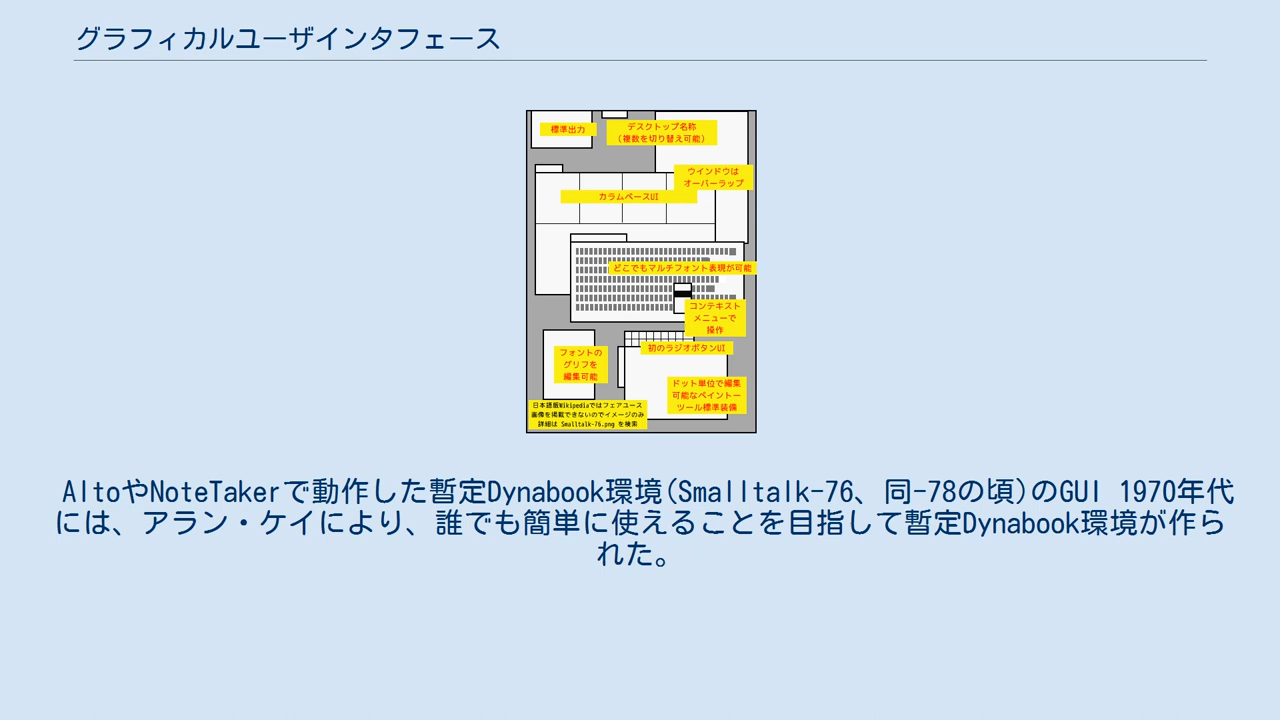 グラフィカルユーザインタフェース
標準出力
デスクトップ名称
（複数を切り替え可能）
ウインドウは
オーバーラップ
カラムベースUI
どこでもマルチフォント表現が可能
コンテキスト
メニューで
操作
初のラジオボタンUI
フォントの
グリフを
編集可能
ドット単位で編集
可能なペイントー
ツール標準装備
日本語版Wikipediaではフェアユース
画像を掲載できないのでイメージのみ
詳細は Smalltalk-76.png を検索
AltoやNoteTakerで動作した暫定Dynabook環境(Smalltalk-76、同-78の頃)のGUI 1970年代
には、アラン・ケイにより、誰でも簡単に使えることを目指して暫定Dynabook環境が作ら
れた。